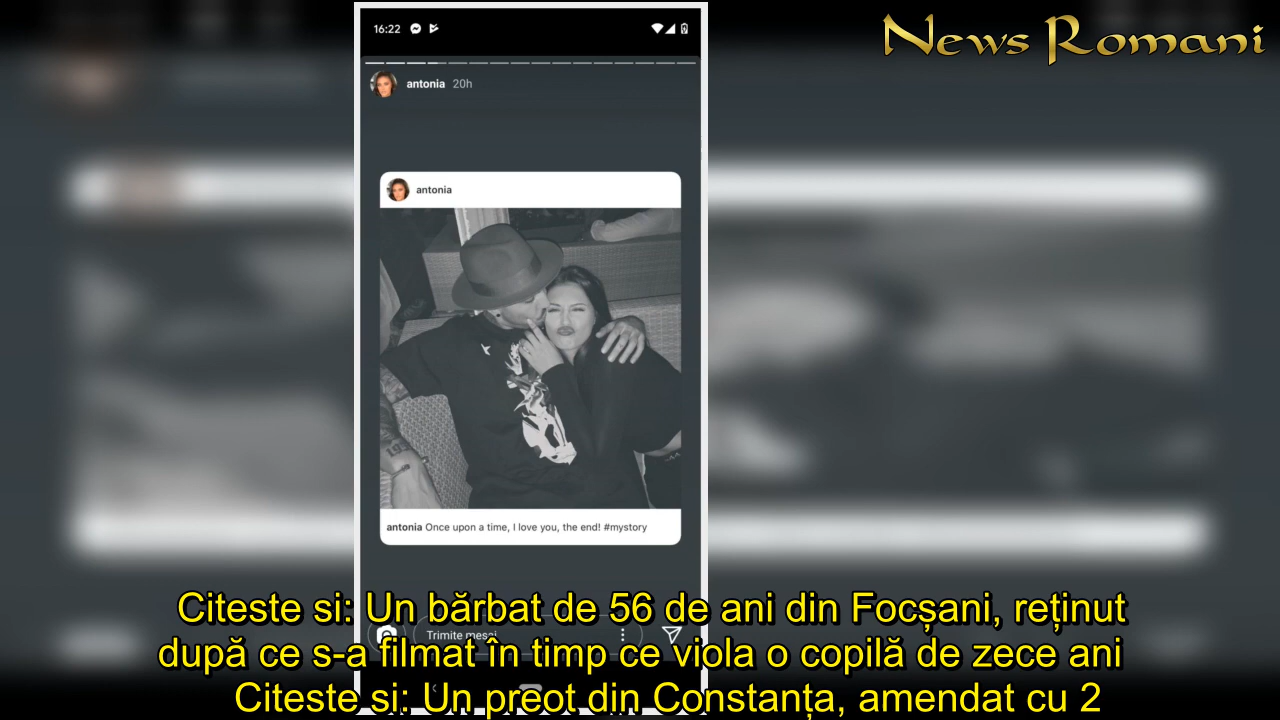 16:22
News Romani
antonia 20h
antonia
antonia Once upon a time, I love you, the end! #mystory
Citeste si: Un bărbat de 56 de ani din Focșani, reținut
Trimite mesaj
după ce s-a filmat în timp ce viola o copilă de zece ani
Citeste si: Un preot din Constanța, amendat cu 2